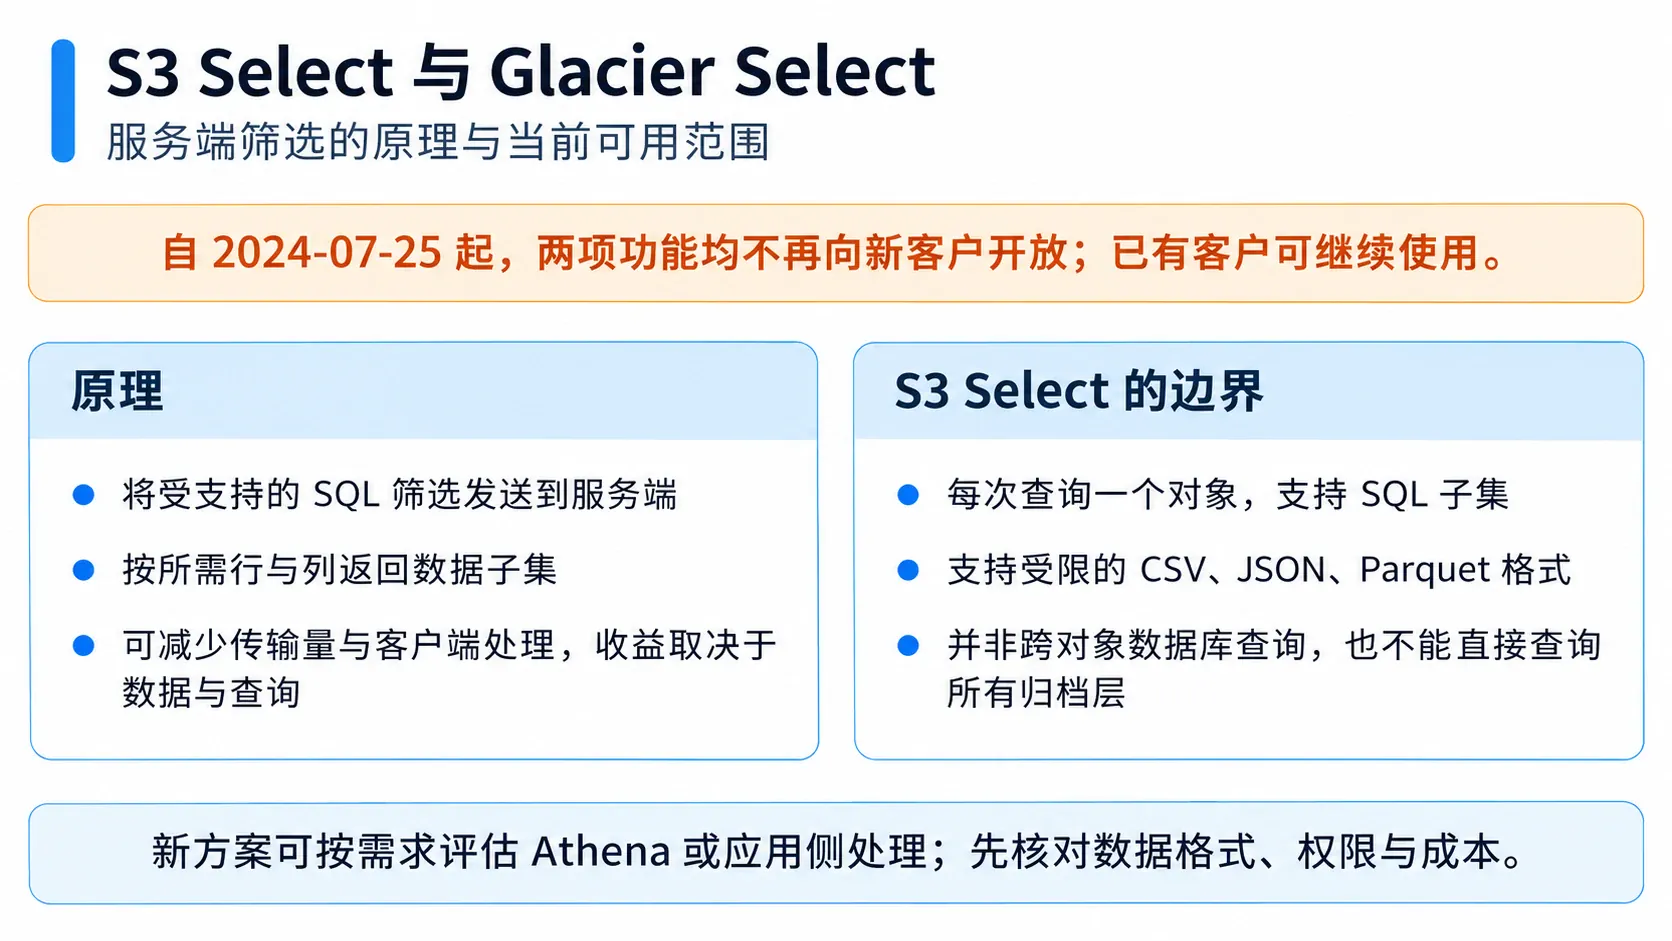 S3 Select 与 Glacier Select
服务端筛选的原理与当前可用范围
自 2024-07-25 起，两项功能均不再向新客户开放；已有客户可继续使用。
原理
将受支持的 SQL 筛选发送到服务端
按所需行与列返回数据子集
可减少传输量与客户端处理，收益取决于
数据与查询
S3 Select 的边界
每次查询一个对象，支持 SQL 子集
支持受限的 CSV、JSON、Parquet 格式
并非跨对象数据库查询，也不能直接查询
所有归档层
新方案可按需求评估 Athena 或应用侧处理；先核对数据格式、权限与成本。